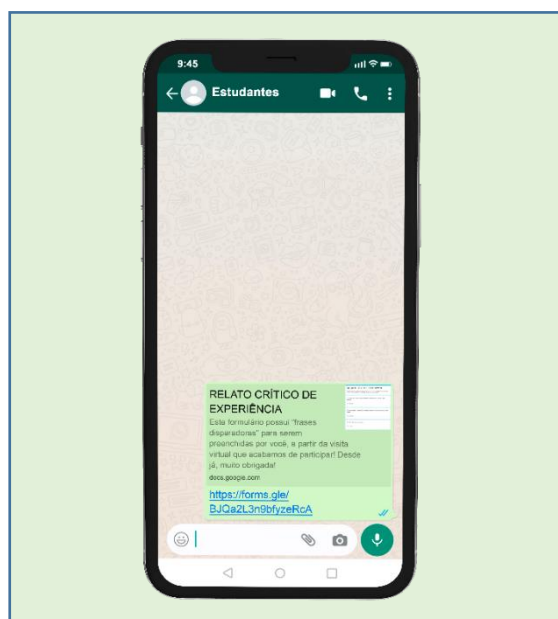 9:45
Estudantes
RELATO CRÍTICO DE
EXPERIÊNCIA
Este formulário possui "frases
disparadoras" para serem
preenchidas por você, a partir da visita
virtual que acabamos de participar! Desde
já, muito obrigada!
docs.google.com
https://forms.gle/
BJQa2L3n9bfyzeRcA